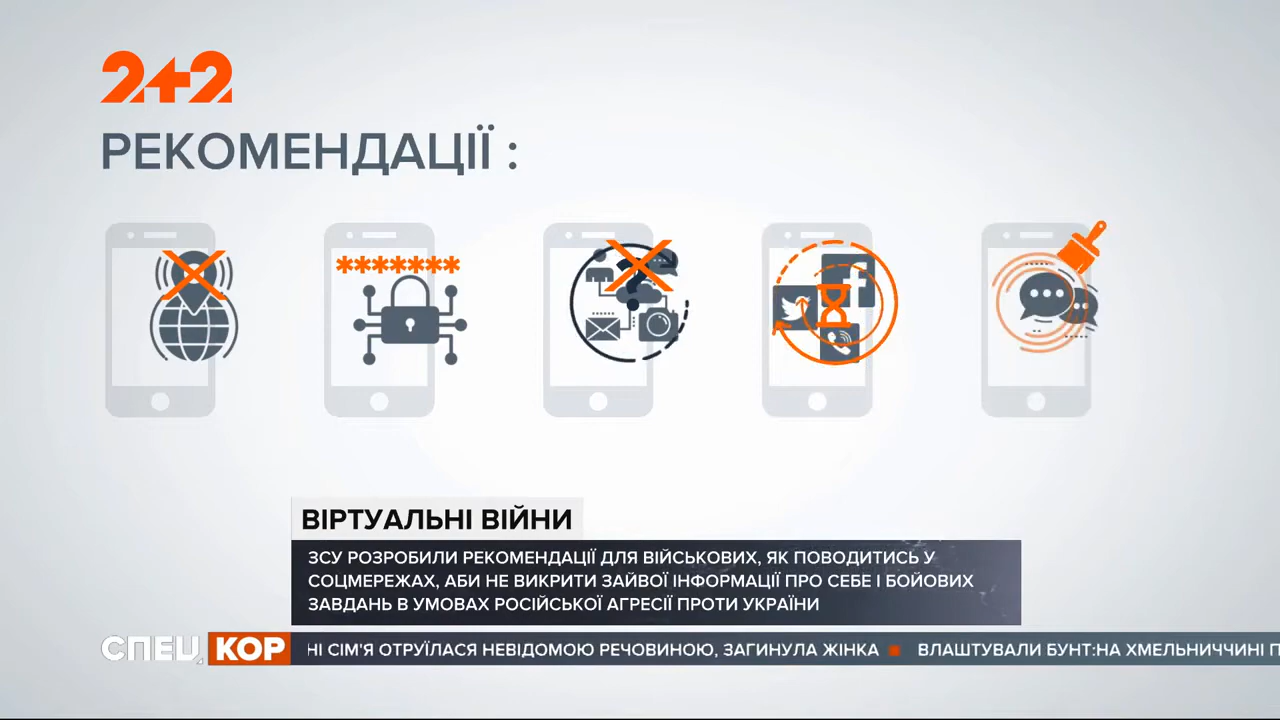 2+2
РЕКОМЕНДАЦІЇ :
*******
ВІРТУАЛЬНІ ВІЙНИ
ЗСУ РОЗРОБИЛИ РЕКОМЕНДАЦІЇ ДЛЯ ВІЙСЬКОВИХ, ЯК ПОВОДИТИСЬ У
СОЦМЕРЕЖАХ, АБИ НЕ ВИКРИТИ ЗАЙВОЇ ІНФОРМАЦІЇ ПРО СЕБЕ І БОЙОВИХ
ЗАВДАНЬ В УМОВАХ РОСІЙСЬКОЇ АГРЕСІЇ ПРОТИ УКРАЇНИ
СПЕЦ КОР НІ СІМ'Я ОТРУЇЛАСЯ НЕВІДОМОЮ РЕЧОВИНОЮ, ЗАГИНУЛА ЖІНКА ВЛАШТУВАЛИ БУНТ:НА ХМЕЛЬНИЧЧИНІ П